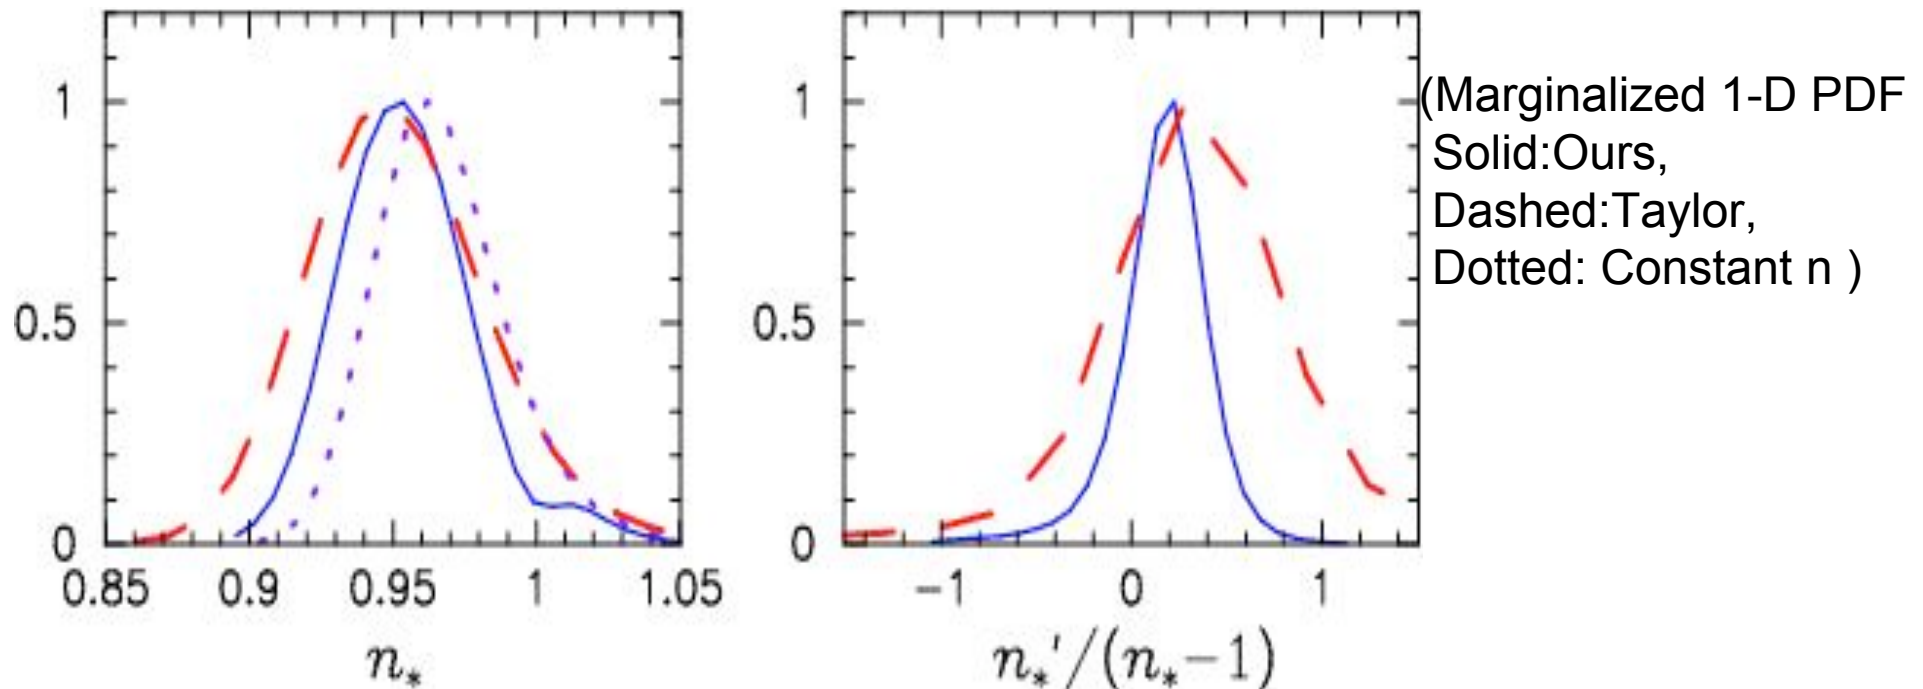 1
0.5
0
0.85 0.9 0.95 1 1.05
n*
1
0.5
0
−1 0 1
n*'/(n*−1)
(Marginalized 1-D PDF
Solid:Ours,
Dashed:Taylor,
Dotted: Constant n )